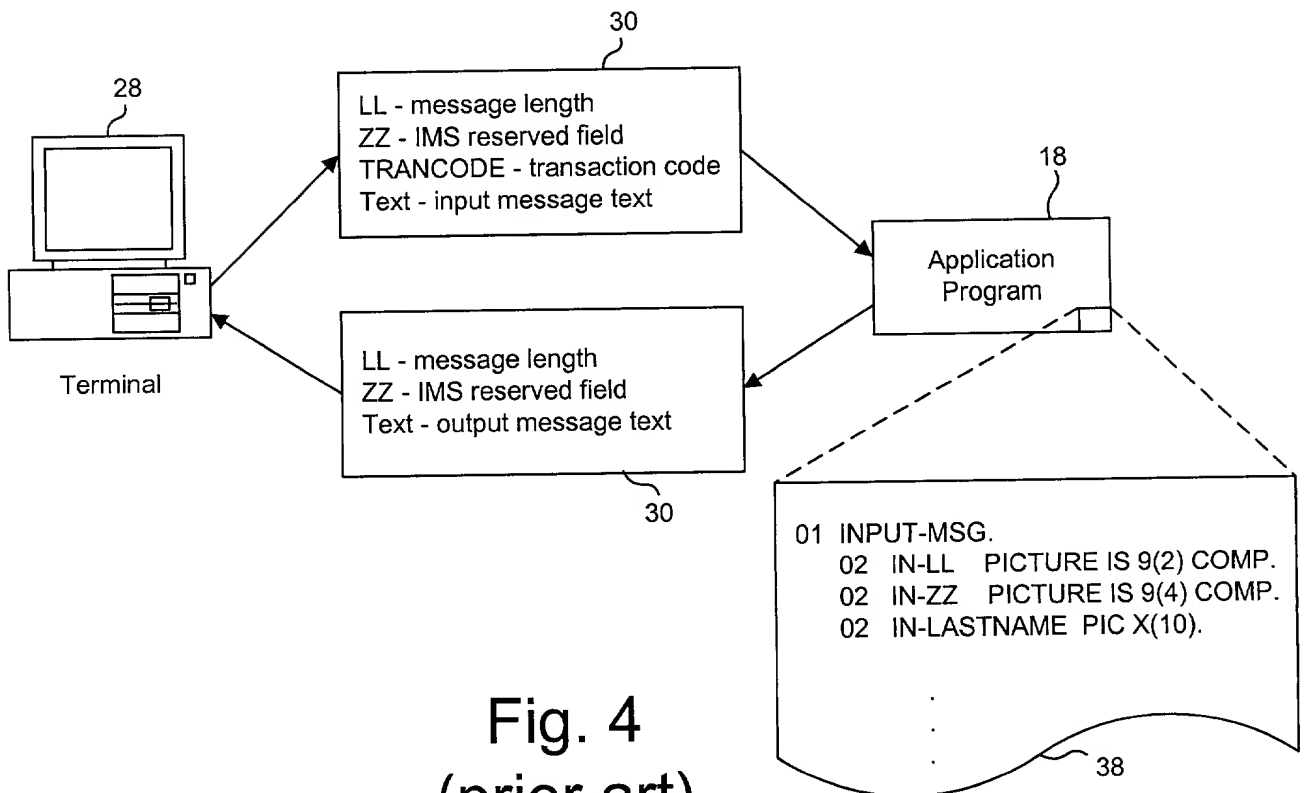 30
28
LL - message length
ZZ - IMS reserved field
TRANCODE - transaction code
Text - input message text
18
Application
Program
Terminal
LL - message length
ZZ - IMS reserved field
Text - output message text
30
01 INPUT-MSG.
02 IN-LL PICTURE IS 9(2) COMP.
02 IN-ZZ PICTURE IS 9(4) COMP.
02 IN-LASTNAME PIC X(10).
.
.
.
38
Fig. 4
(prior art)